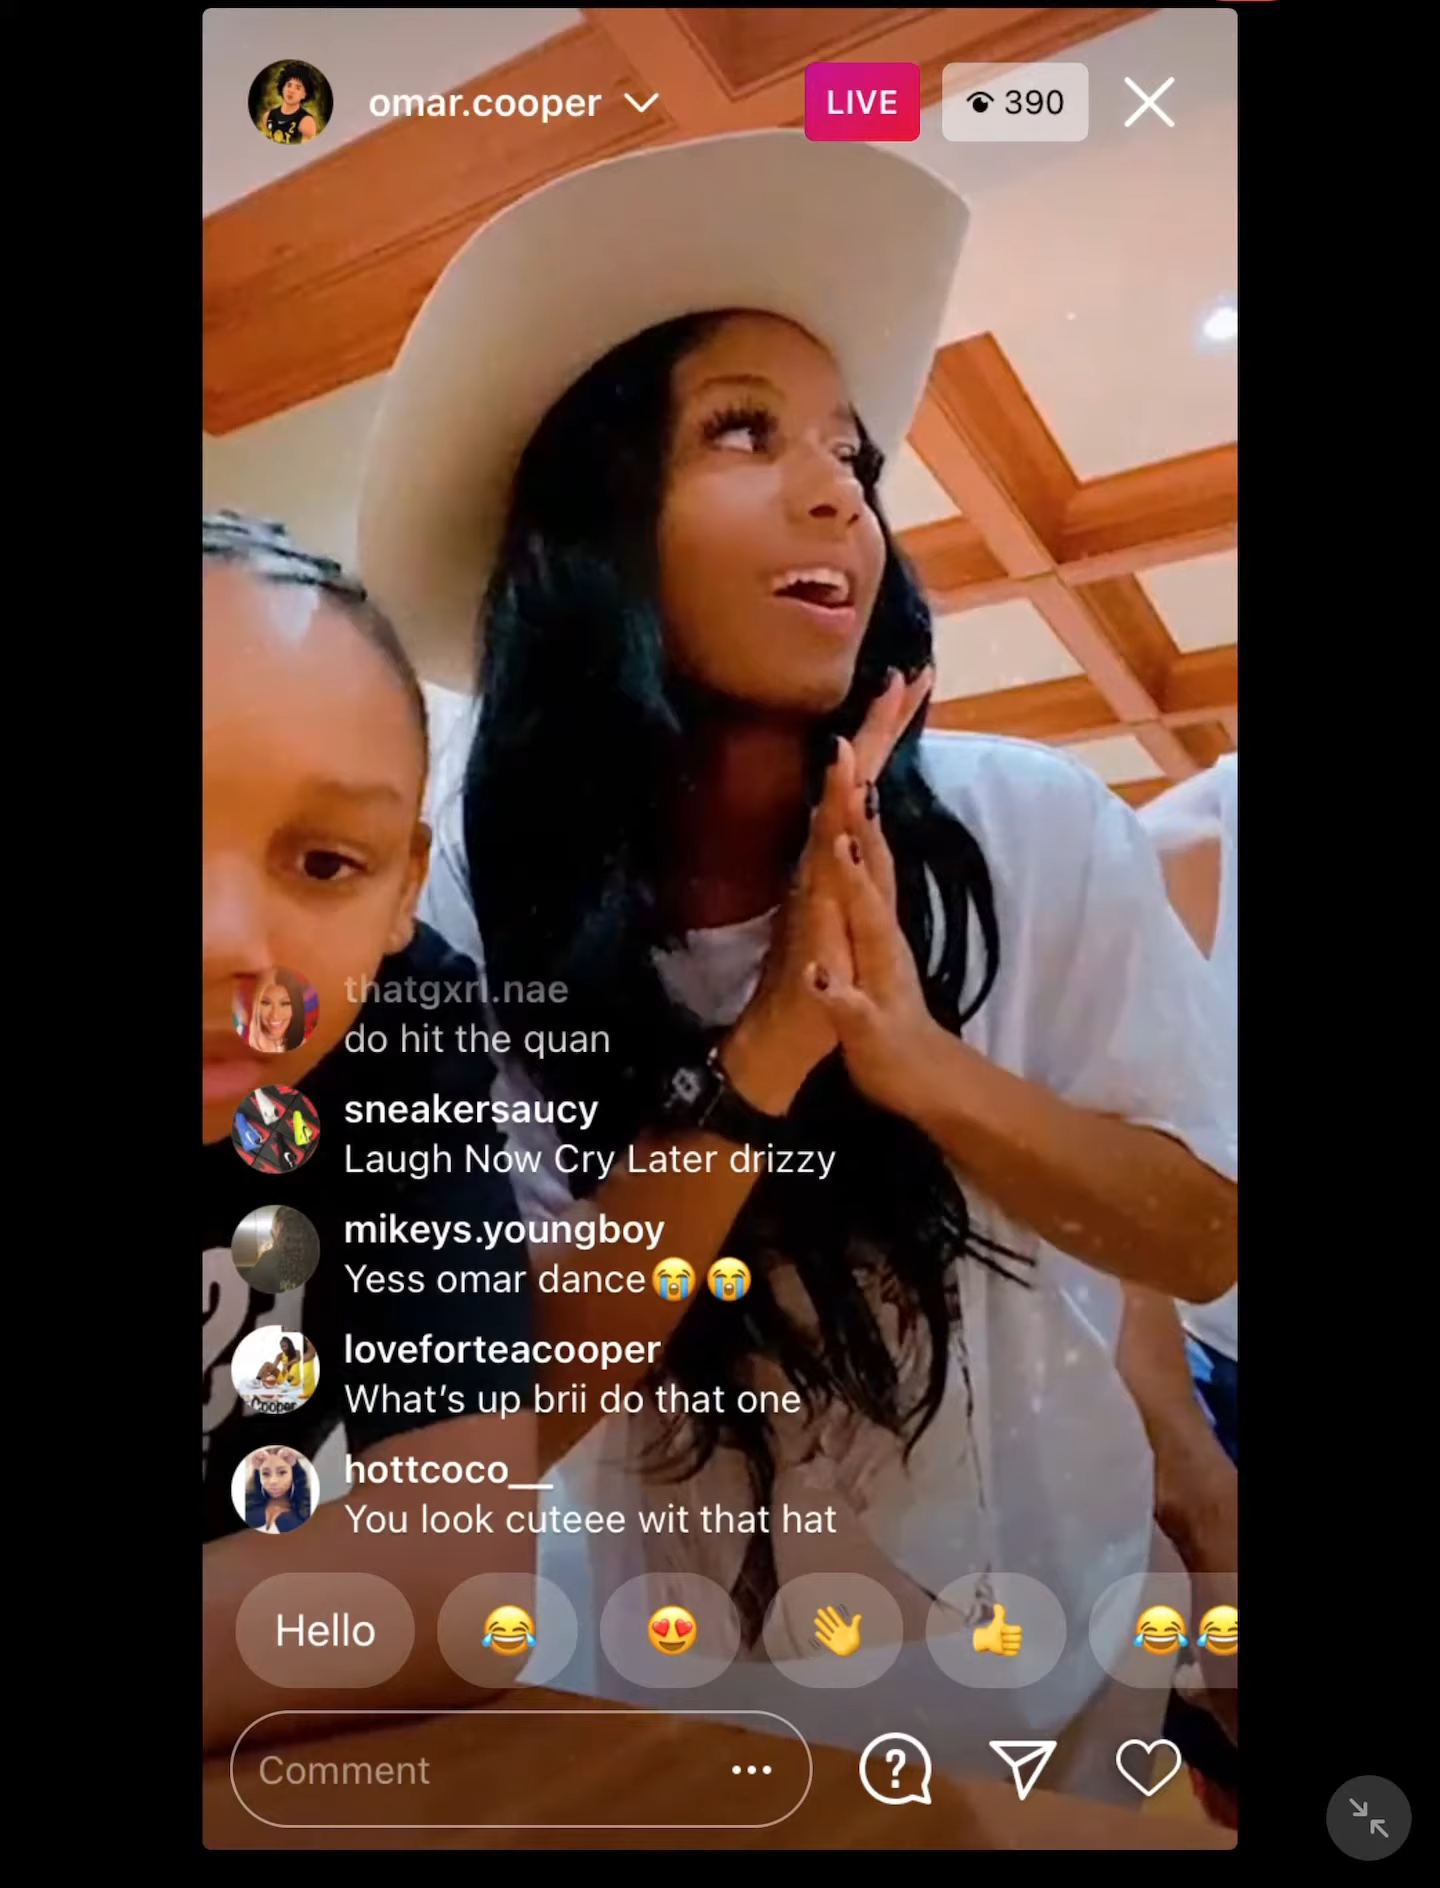 omar.cooper
LIVE
390
thatgxrl.nae
do hit the quan
sneakersaucy
Laugh Now Cry Later drizzy
mikeys.youngboy
Yess omar dance😭😭
loveforteacooper
What's up brii do that one
Cooper
hottcoco__
You look cuteee wit that hat
Hello 😂 😍 👋 👍 😂😂
Comment